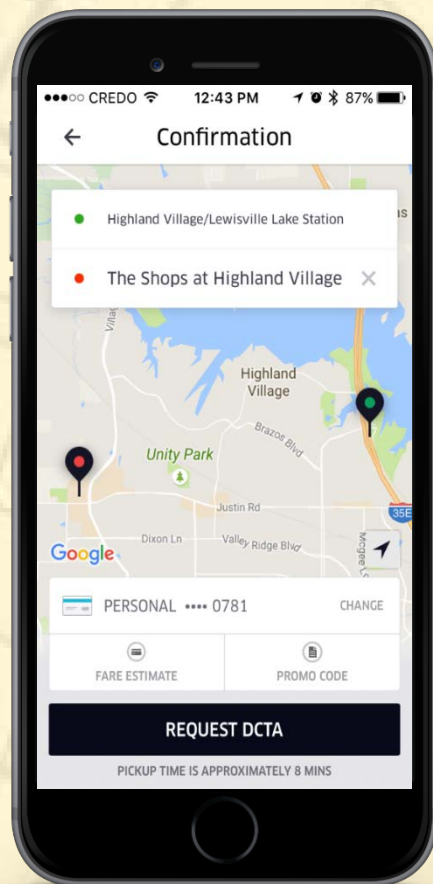 CREDO 12:43 PM 87%
Confirmation
Highland Village/Lewisville Lake Station
The Shops at Highland Village
Highland
Village
Brazos Blvd
Unity Park
Justin Rd
35E
Dixon Ln
Valley Ridge Blvd
Google
PERSONAL •••• 0781 CHANGE
FARE ESTIMATE PROMO CODE
REQUEST DCTA
PICKUP TIME IS APPROXIMATELY 8 MINS